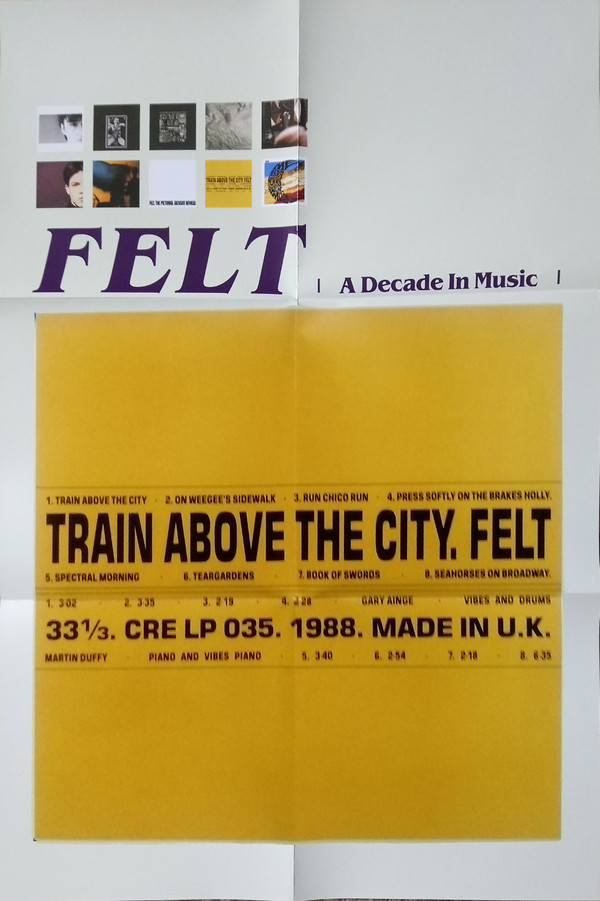 FELT
| A Decade In Music |
1. TRAIN ABOVE THE CITY · 2. ON WEEGEE'S SIDEWALK · 3. RUN CHICO RUN · 4. PRESS SOFTLY ON THE BRAKES HOLLY.
TRAIN ABOVE THE CITY. FELT
5. SPECTRAL MORNING · 6. TEARGARDENS · 7. BOOK OF SWORDS · 8. SEAHORSES ON BROADWAY.
1. 3·02 · 2. 3·35 · 3. 2·19 · 4. 2·28 · GARY AINGE · VIBES AND DRUMS
33⅓. CRE LP 035. 1988. MADE IN U.K.
MARTIN DUFFY · PIANO AND VIBES PIANO · 5. 3·40 · 6. 2·54 · 7. 2·18 · 8. 6·35